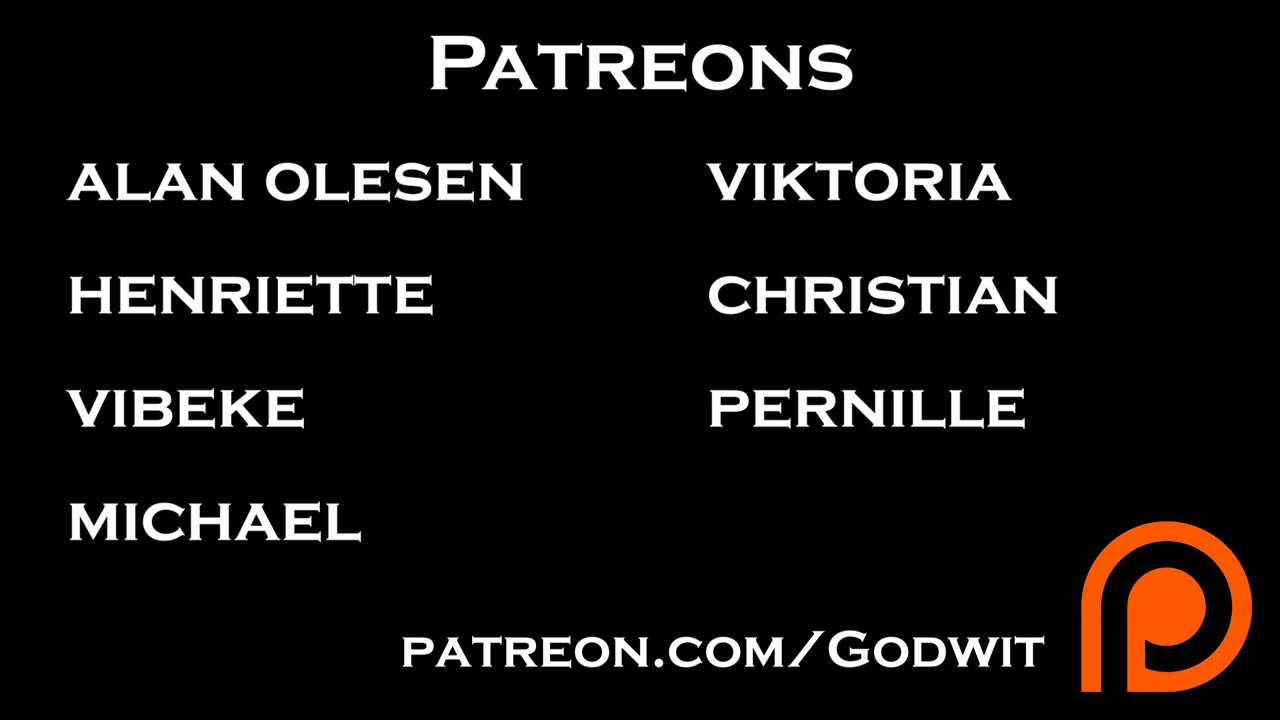 PATREONS
ALAN OLESEN
HENRIETTE
VIBEKE
MICHAEL
VIKTORIA
CHRISTIAN
PERNILLE
PATREON.COM/GODWIT